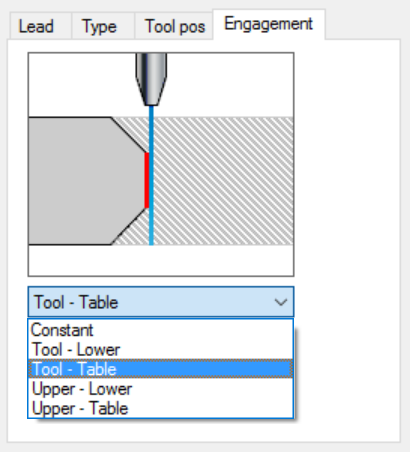 Lead Type Tool pos Engagement
Tool - Table
Constant
Tool - Lower
Tool - Table
Upper - Lower
Upper - Table